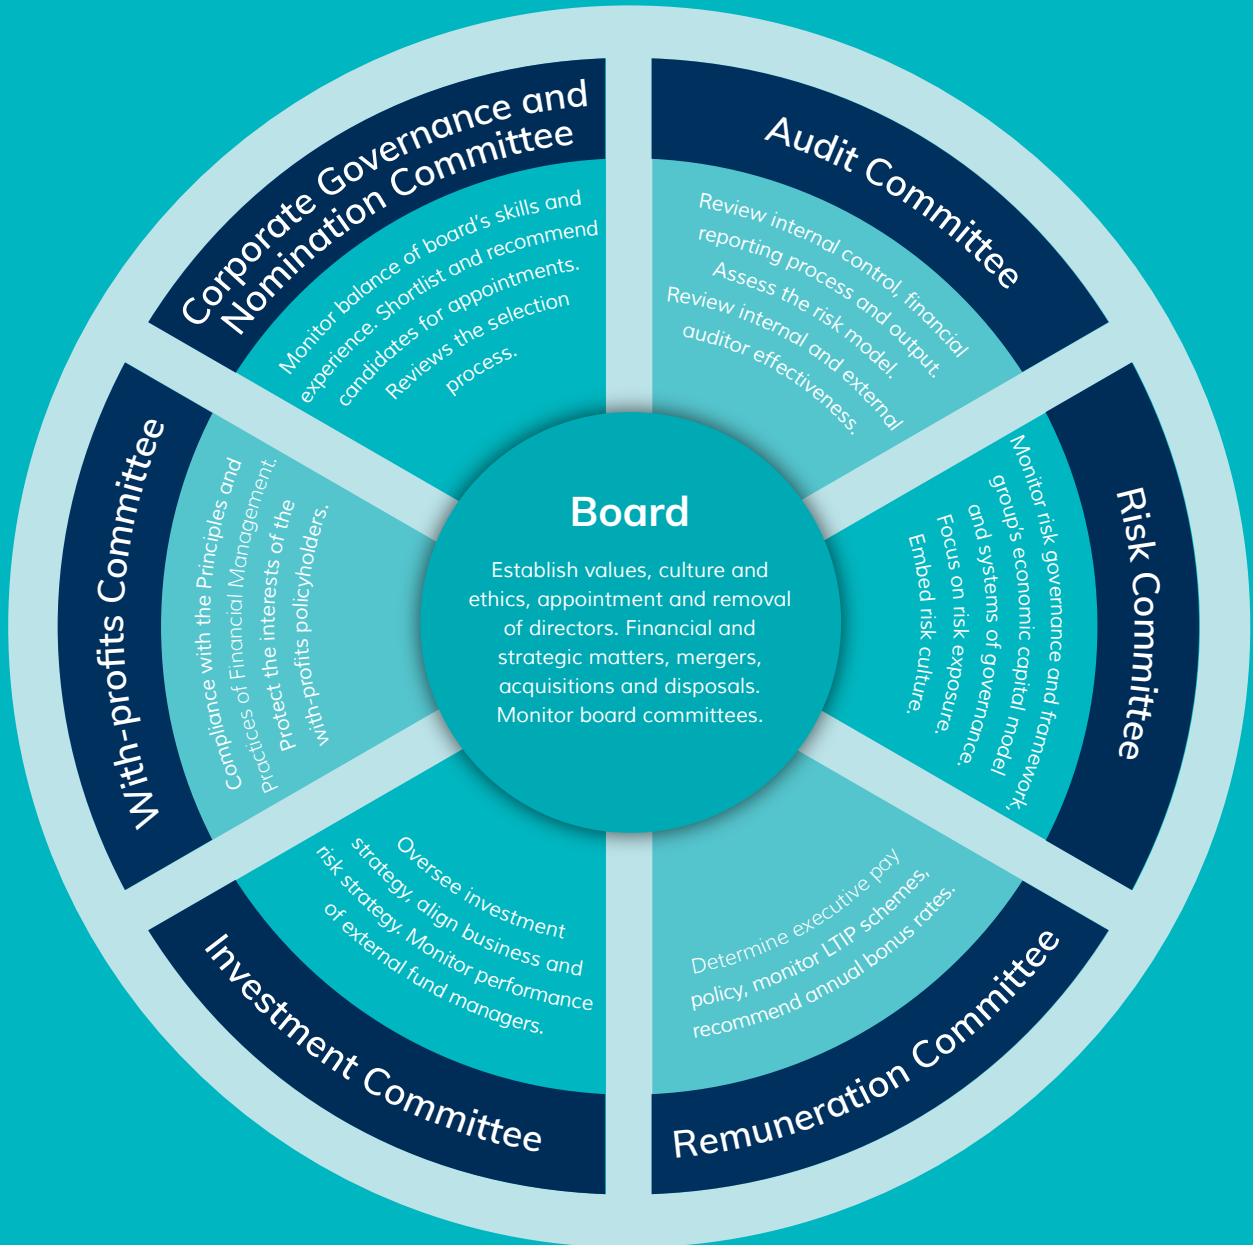 Corporate Governance and
Nomination Committee
Monitor balance of board's skills and
experience. Shortlist and recommend
candidates for appointments.
Reviews the selection
process.
Audit Committee
Review internal control, financial
reporting process and output.
Assess the risk model.
Review internal and external
auditor effectiveness.
Risk Committee
Monitor risk governance and framework,
group's economic capital model
and systems of governance.
Focus on risk exposure.
Embed risk culture.
Remuneration Committee
Determine executive pay
policy, monitor LTIP schemes,
recommend annual bonus rates.
Investment Committee
Oversee investment
strategy, align business and
risk strategy. Monitor performance
of external fund managers.
With-profits Committee
Compliance with the Principles and
Practices of Financial Management.
Protect the interests of the
with-profits policyholders.
Board
Establish values, culture and
ethics, appointment and removal
of directors. Financial and
strategic matters, mergers,
acquisitions and disposals.
Monitor board committees.